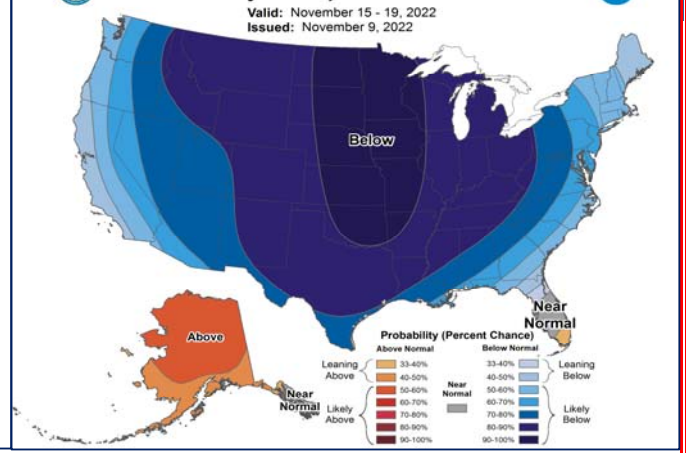 Valid: November 15 - 19, 2022
Issued: November 9, 2022
Below
Above
Near
Normal
Near
Normal
Probability (Percent Chance)
Above Normal
Below Normal
Leaning
Above
33-40%
40-50%
Likely
Above
50-60%
60-70%
70-80%
80-90%
90-100%
Near
Normal
33-40%
40-50%
Leaning
Below
50-60%
60-70%
70-80%
80-90%
90-100%
Likely
Below